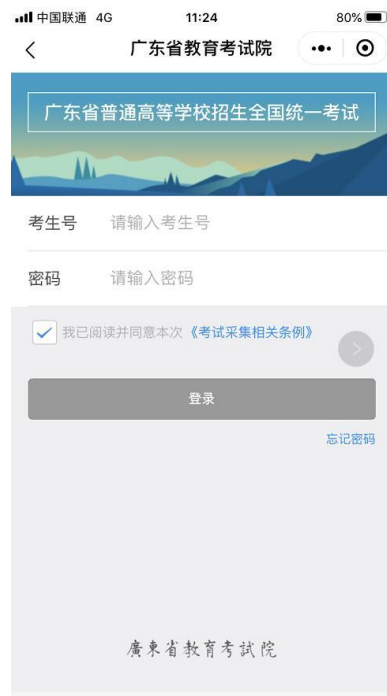 中国联通 4G 11:24 80%
广东省教育考试院
广东省普通高等学校招生全国统一考试
考生号 请输入考生号
密码 请输入密码
我已阅读并同意本次《考试采集相关条例》
登录
忘记密码
廣東省教育考試院